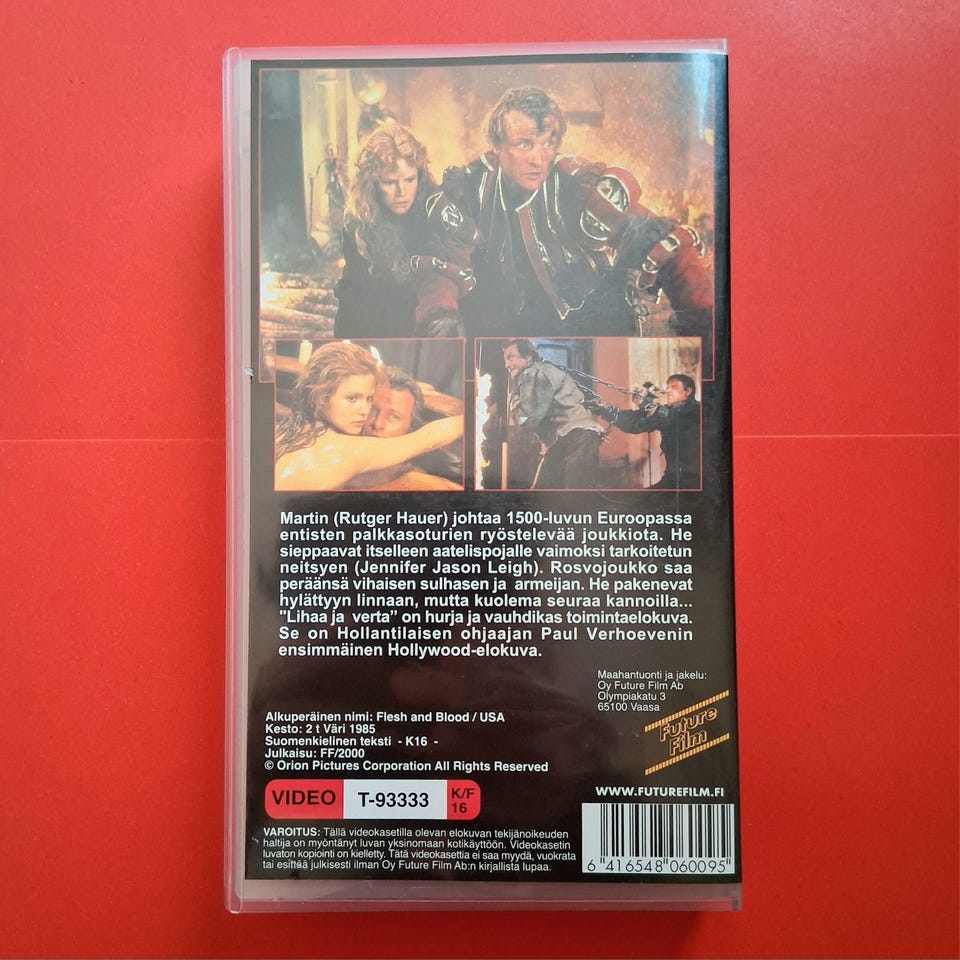 Martin (Rutger Hauer) johtaa 1500-luvun Euroopassa
entisten palkkasoturien ryöstelevää joukkiota. He
sieppaavat itselleen aatelispojalle vaimoksi tarkoitetun
neitsyen (Jennifer Jason Leigh). Rosvojoukko saa
peräänsä vihaisen sulhasen ja armeijan. He pakenevat
hylättyyn linnaan, mutta kuolema seuraa kannoilla...
"Lihaa ja verta" on hurja ja vauhdikas toimintaelokuva.
Se on Hollantilaisen ohjaajan Paul Verhoevenin
ensimmäinen Hollywood-elokuva.
Maahantuonti ja jakelu:
Oy Future Film Ab
Olympiakatu 3
65100 Vaasa
Future
Film
Alkuperäinen nimi: Flesh and Blood / USA
Kesto: 2 t Väri 1985
Suomenkielinen teksti - K16 -
Julkaisu: FF/2000
© Orion Pictures Corporation All Rights Reserved
WWW.FUTUREFILM.FI
VIDEO T-93333 K/F
16
VAROITUS: Tällä videokasetilla olevan elokuvan tekijänoikeuden
haltija on myöntänyt luvan yksinomaan kotikäyttöön. Videokasetin
luvaton kopiointi on kielletty. Tätä videokasettia ei saa myydä, vuokrata
tai esittää julkisesti ilman Oy Future Film Ab:n kirjallista lupaa.
6 416548 060095